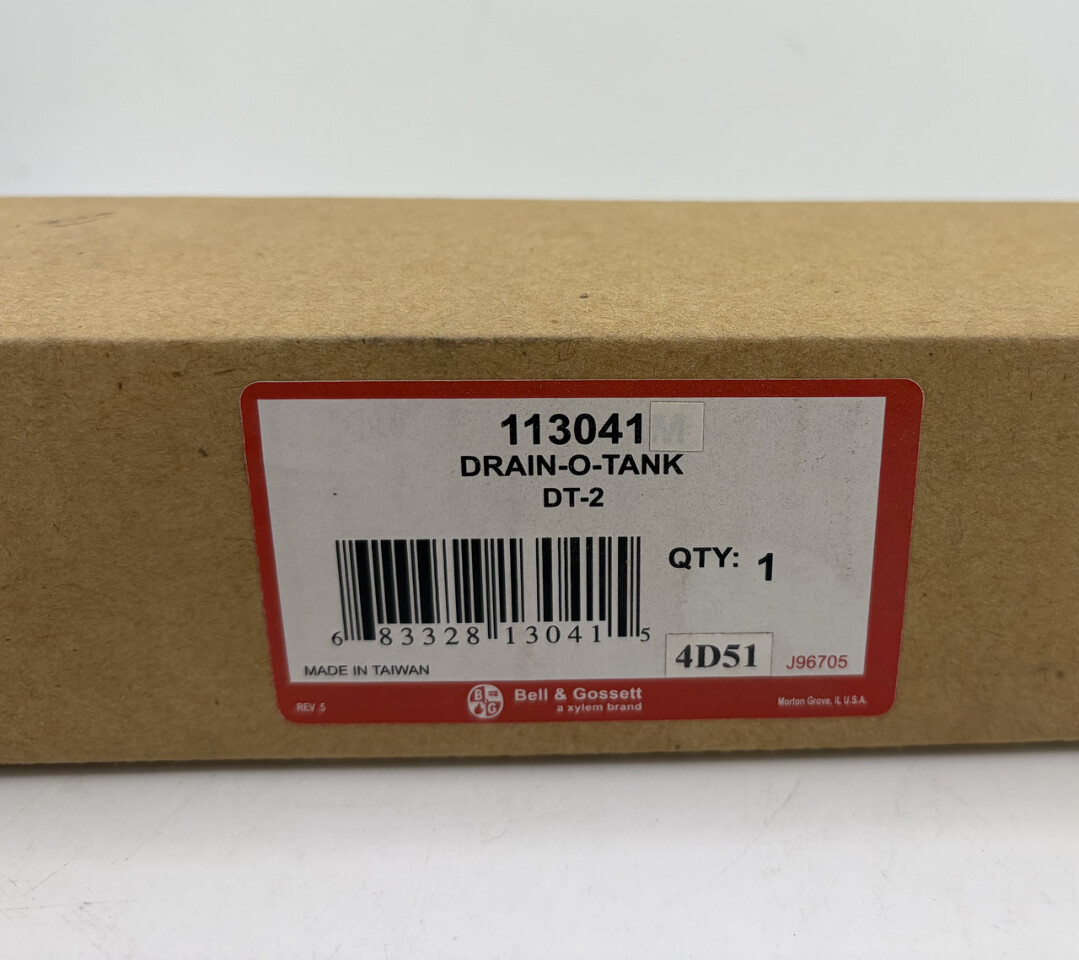 113041
DRAIN-O-TANK
DT-2
QTY: 1
6 83328 13041 5
4D51
J96705
MADE IN TAIWAN
REV 5
B
G
Bell & Gossett
a xylem brand
Morton Grove, IL U.S.A.